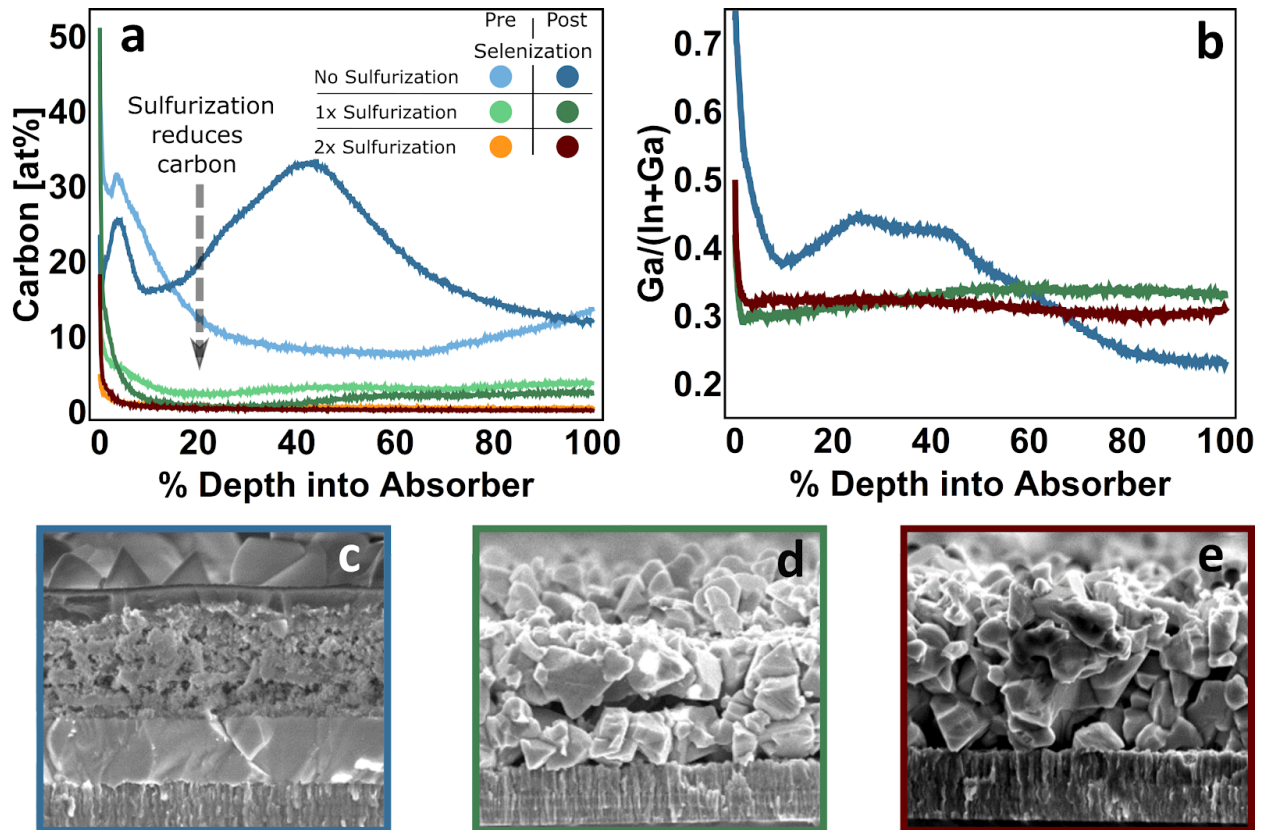 a
Pre | Post
Selenization
No Sulfurization
1x Sulfurization
2x Sulfurization
Sulfurization
reduces
carbon
Carbon [at%]
50
40
30
20
10
0
0 20 40 60 80 100
% Depth into Absorber
b
Ga/(In+Ga)
0.7
0.6
0.5
0.4
0.3
0.2
0 20 40 60 80 100
% Depth into Absorber
c
d
e